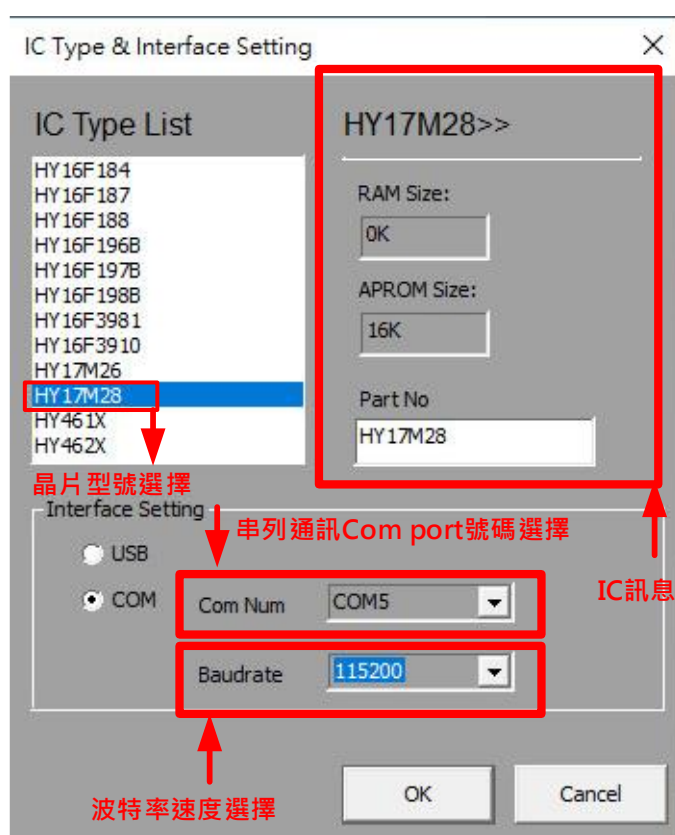 IC Type & Interface Setting
IC Type List
HY16F184
HY16F187
HY16F188
HY16F196B
HY16F197B
HY16F198B
HY16F3981
HY16F3910
HY17M26
HY17M28
HY461X
HY462X
晶片型號選擇
HY17M28>>
RAM Size:
0K
APROM Size:
16K
Part No
HY17M28
IC訊息
Interface Setting
串列通訊Com port號碼選擇
USB
COM
Com Num
COM5
Baudrate
115200
波特率速度選擇
OK
Cancel